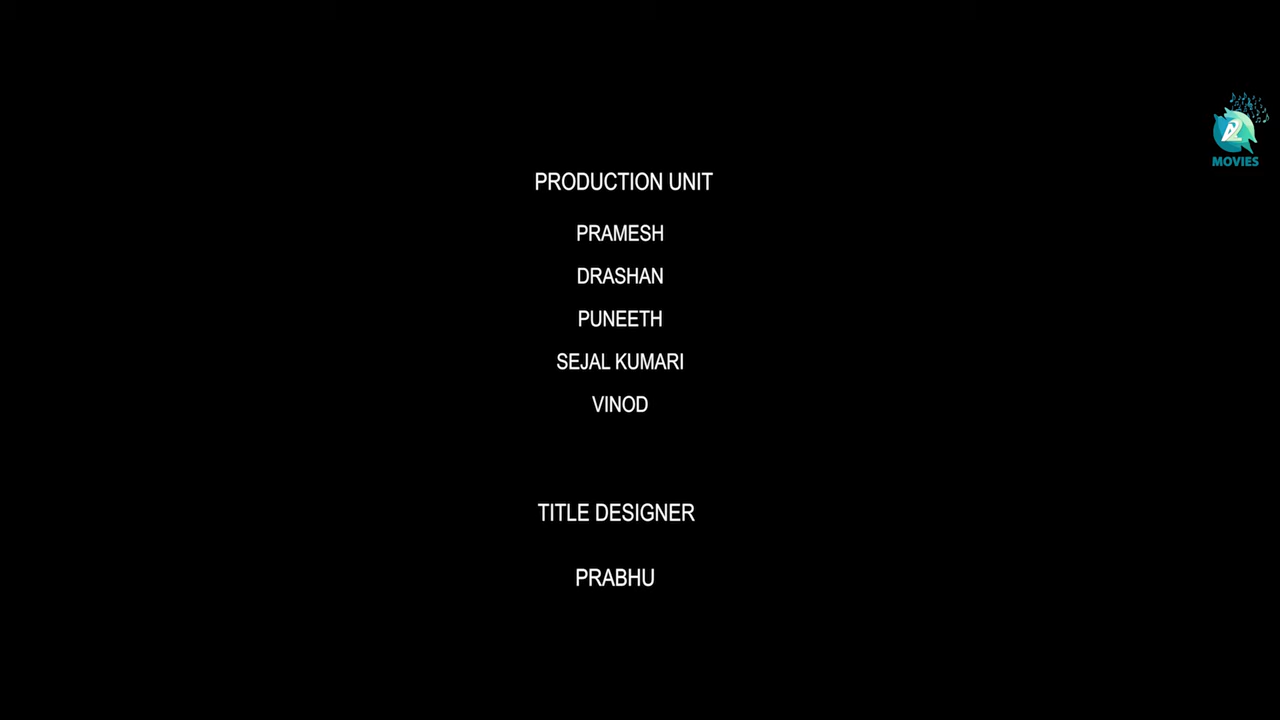 PRODUCTION UNIT
PRAMESH
DRASHAN
PUNEETH
SEJAL KUMARI
VINOD
TITLE DESIGNER
PRABHU
MOVIES